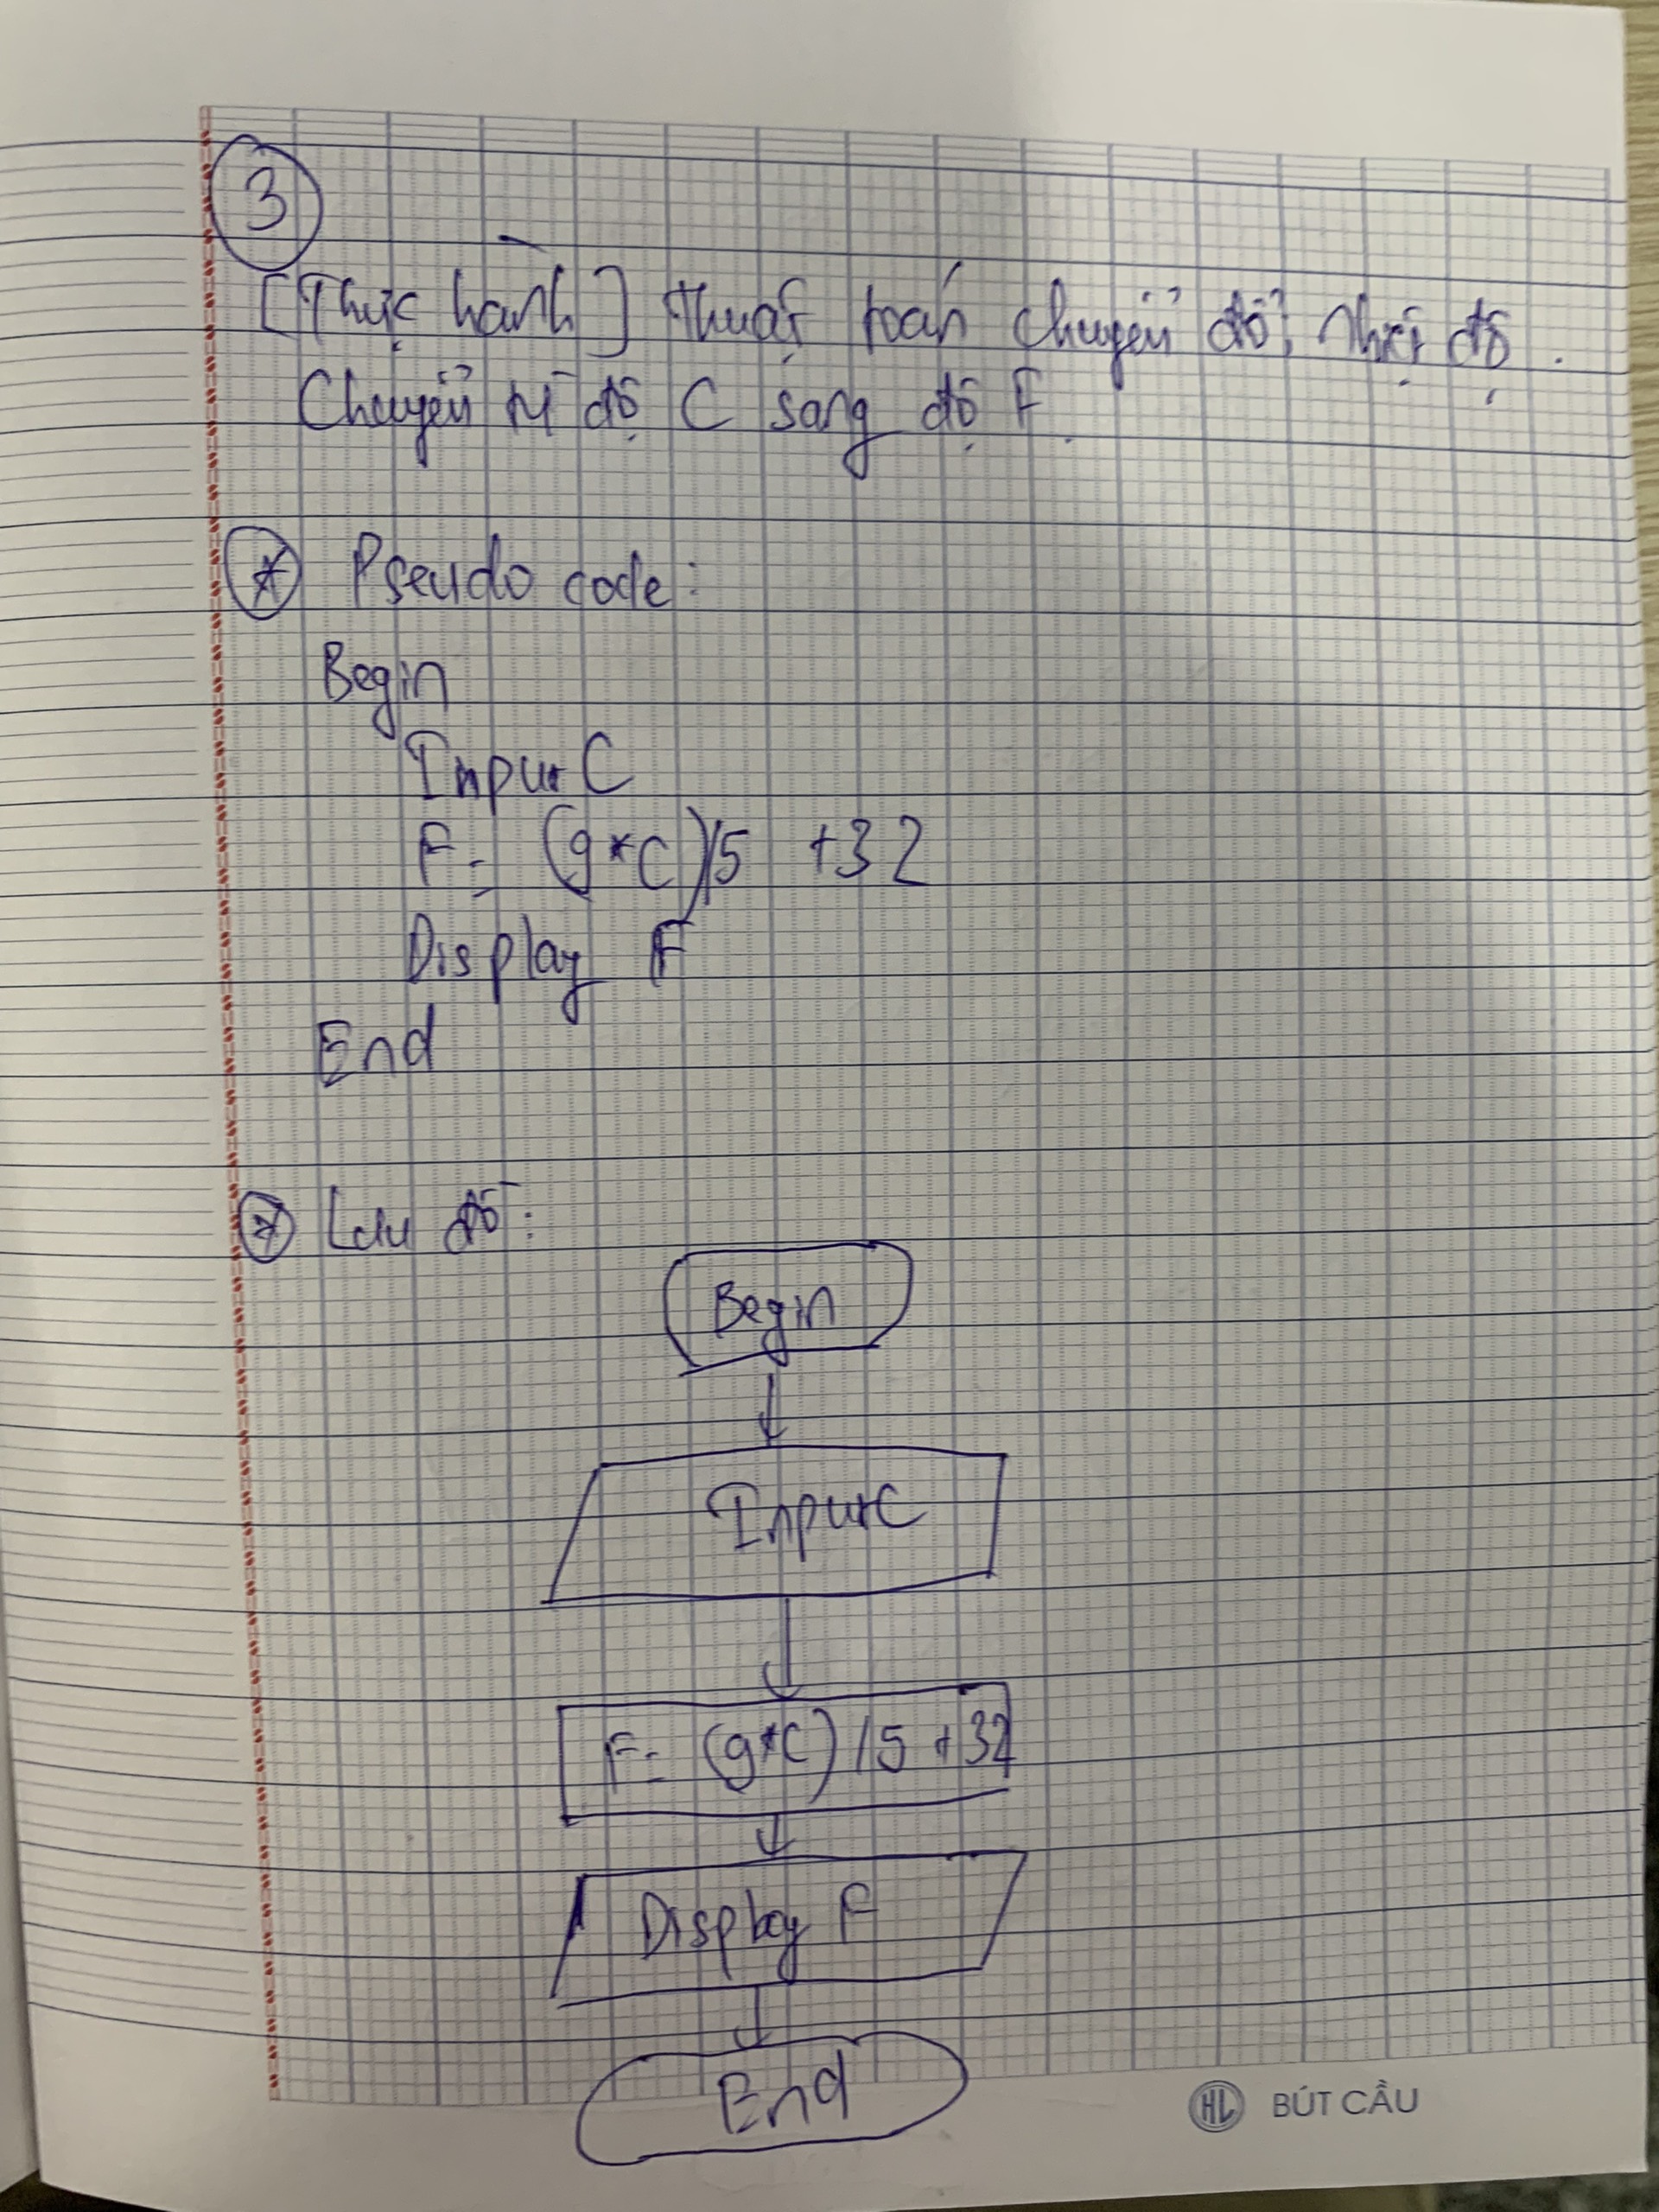 3
[Thực hành] thuật toán chuyển đổi nhiệt độ.
Chuyển từ độ C sang độ F.
* Pseudo code:
Begin
Input C
F = (9*C)/5 +32
Display F
End
* Lưu đồ:
Begin
Input C
F = (9*C) /5 +32
Display F
End
HL BÚT CẦU